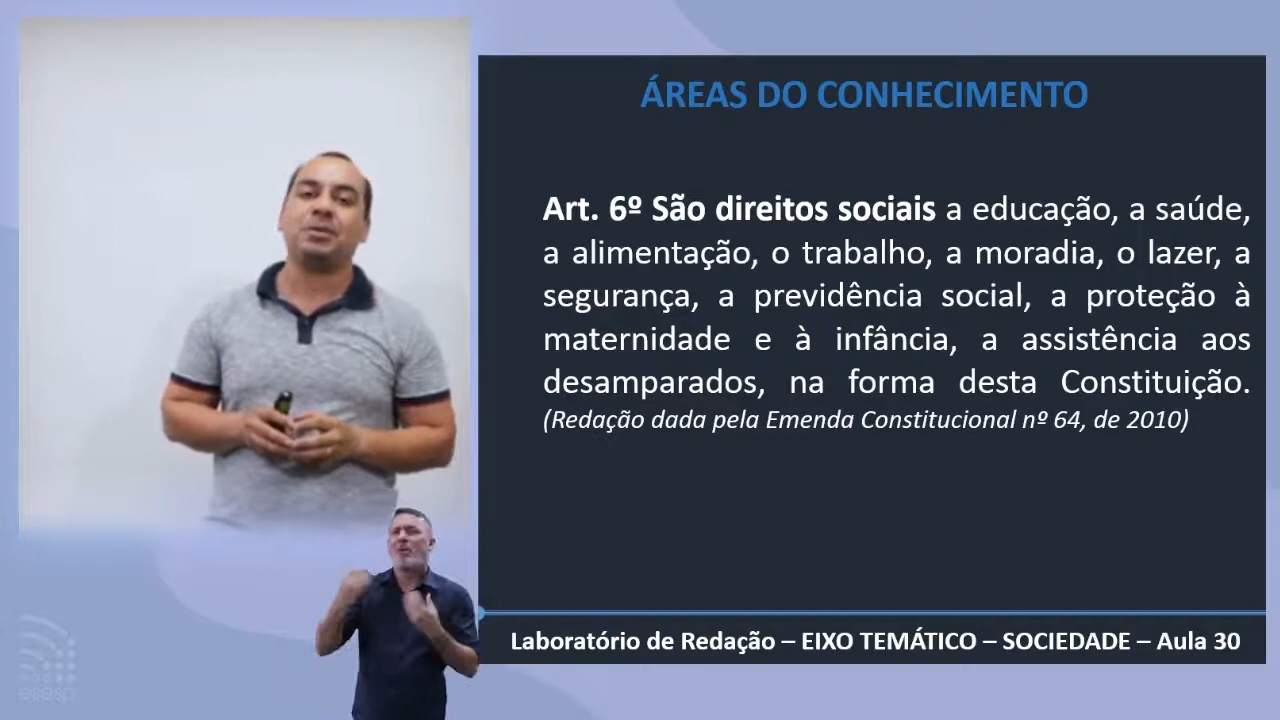 ÁREAS DO CONHECIMENTO
Art. 6º São direitos sociais a educação, a saúde,
a alimentação, o trabalho, a moradia, o lazer, a
segurança, a previdência social, a proteção à
maternidade e à infância, a assistência aos
desamparados, na forma desta Constituição.
(Redação dada pela Emenda Constitucional nº 64, de 2010)
Laboratório de Redação – EIXO TEMÁTICO – SOCIEDADE – Aula 30
esesp